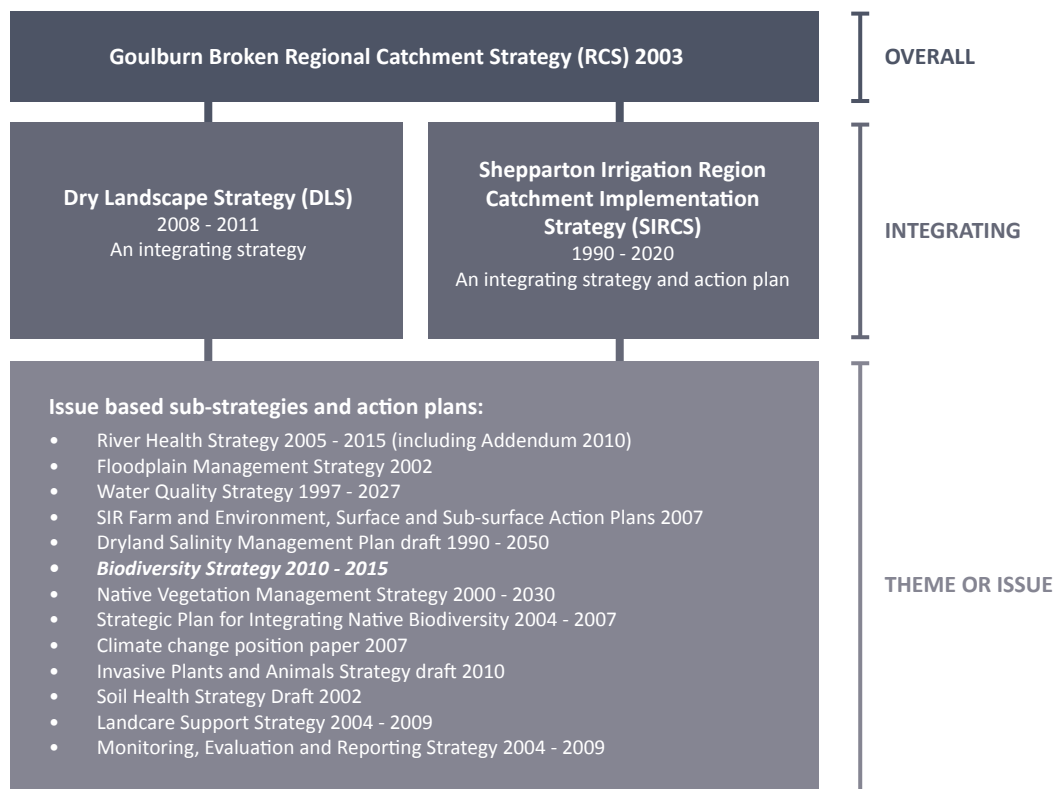 Goulburn Broken Regional Catchment Strategy (RCS) 2003
OVERALL
Dry Landscape Strategy (DLS)
2008 - 2011
An integrating strategy
Shepparton Irrigation Region
Catchment Implementation
Strategy (SIRCS)
1990 - 2020
An integrating strategy and action plan
INTEGRATING
Issue based sub-strategies and action plans:
• River Health Strategy 2005 - 2015 (including Addendum 2010)
• Floodplain Management Strategy 2002
• Water Quality Strategy 1997 - 2027
• SIR Farm and Environment, Surface and Sub-surface Action Plans 2007
• Dryland Salinity Management Plan draft 1990 - 2050
• Biodiversity Strategy 2010 - 2015
• Native Vegetation Management Strategy 2000 - 2030
• Strategic Plan for Integrating Native Biodiversity 2004 - 2007
• Climate change position paper 2007
• Invasive Plants and Animals Strategy draft 2010
• Soil Health Strategy Draft 2002
• Landcare Support Strategy 2004 - 2009
• Monitoring, Evaluation and Reporting Strategy 2004 - 2009
THEME OR ISSUE